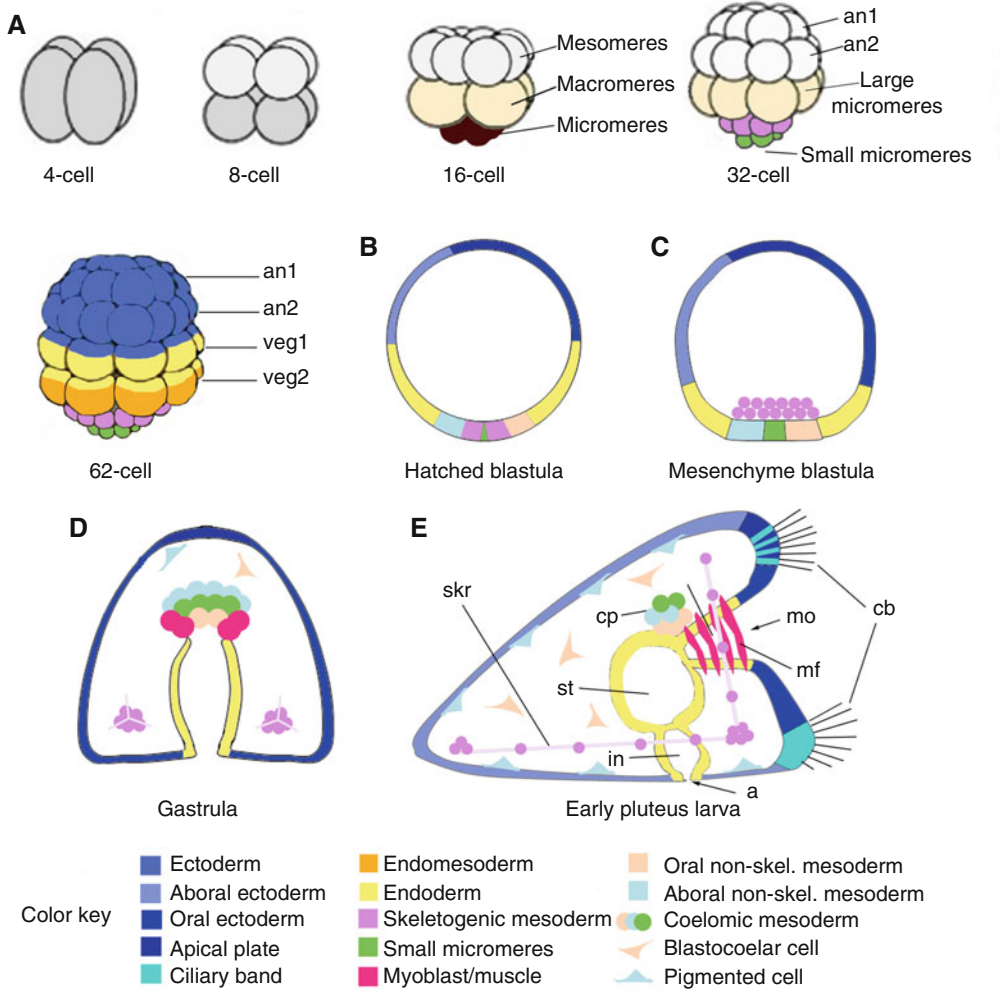 A
Mesomeres
Macromeres
Micromeres
an1
an2
Large
micromeres
Small micromeres
4-cell
8-cell
16-cell
32-cell
an1
an2
veg1
veg2
62-cell
B
Hatched blastula
C
Mesenchyme blastula
D
Gastrula
E
skr
cp
st
in
mo
mf
cb
a
Early pluteus larva
Color key
Ectoderm
Aboral ectoderm
Oral ectoderm
Apical plate
Ciliary band
Endomesoderm
Endoderm
Skeletogenic mesoderm
Small micromeres
Myoblast/muscle
Oral non-skel. mesoderm
Aboral non-skel. mesoderm
Coelomic mesoderm
Blastocoelar cell
Pigmented cell